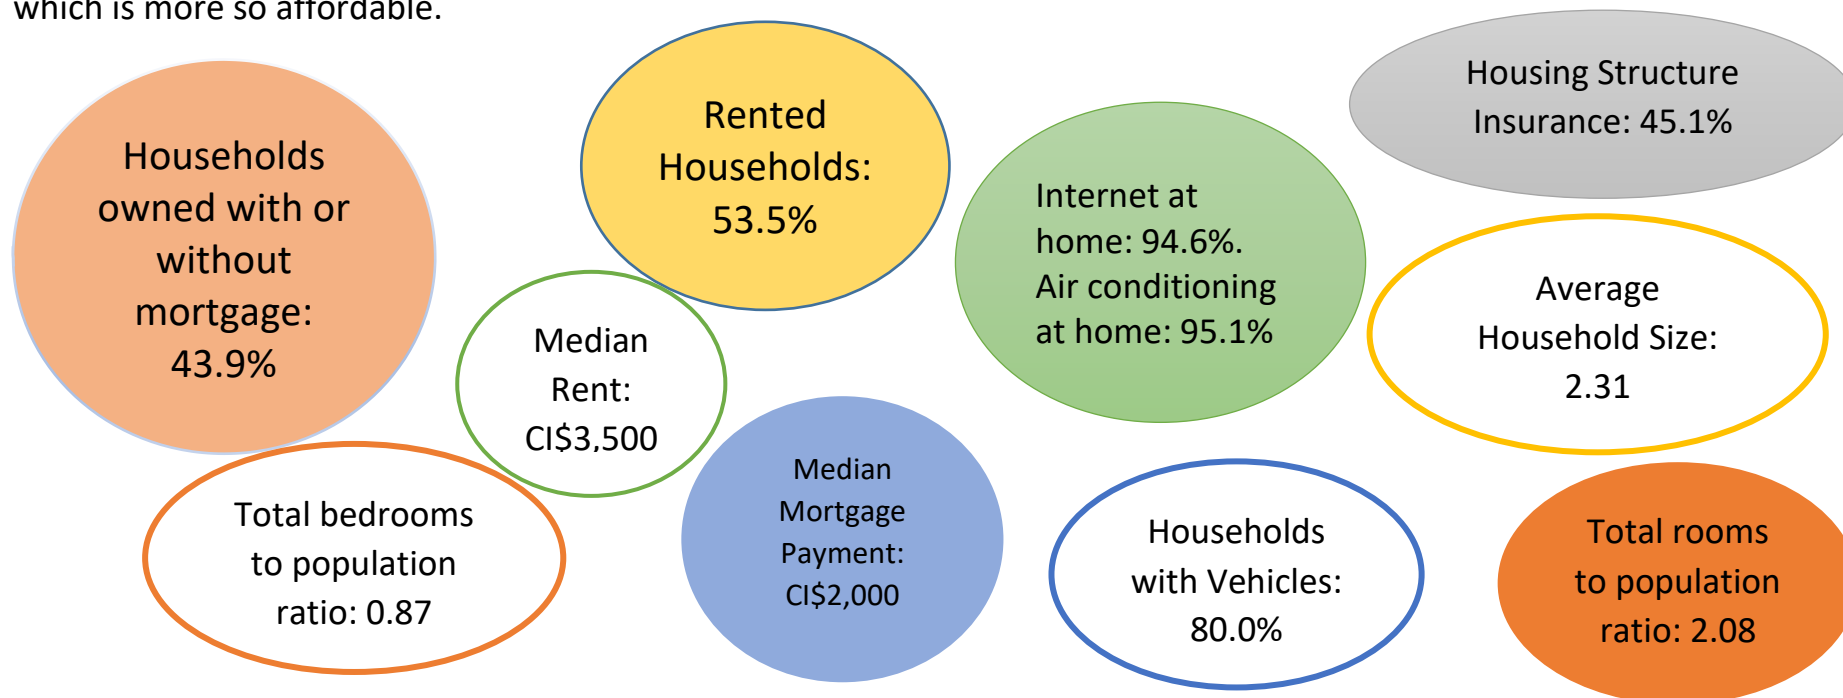 which is more so affordable.
Households
owned with or
without
mortgage:
43.9%
Rented
Households:
53.5%
Median
Rent:
CI$3,500
Internet at
home: 94.6%.
Air conditioning
at home: 95.1%
Housing Structure
Insurance: 45.1%
Average
Household Size:
2.31
Total bedrooms
to population
ratio: 0.87
Median
Mortgage
Payment:
CI$2,000
Households
with Vehicles:
80.0%
Total rooms
to population
ratio: 2.08